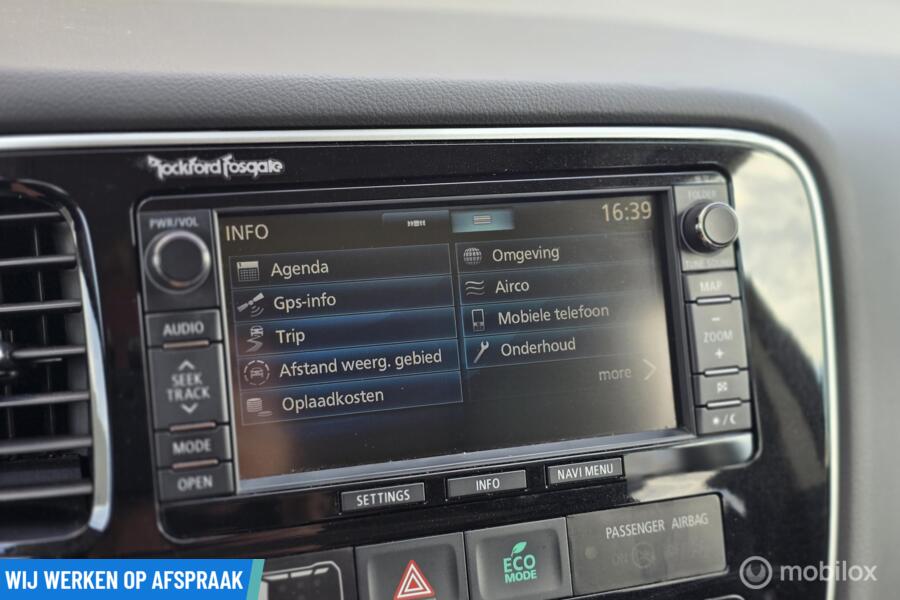 Rockford Fosgate
PWR/VOL
FOLDER
INFO
16:39
Agenda
Omgeving
Gps-info
Airco
Trip
Mobiele telefoon
Afstand weerg. gebied
Onderhoud
Oplaadkosten
more
TUNE SOUND
MAP
AUDIO
-
ZOOM
+
SEEK
TRACK
MODE
OPEN
SETTINGS
INFO
NAVI MENU
PASSENGER AIRBAG
ON
ECO
MODE
WIJ WERKEN OP AFSPRAAK
mobilox